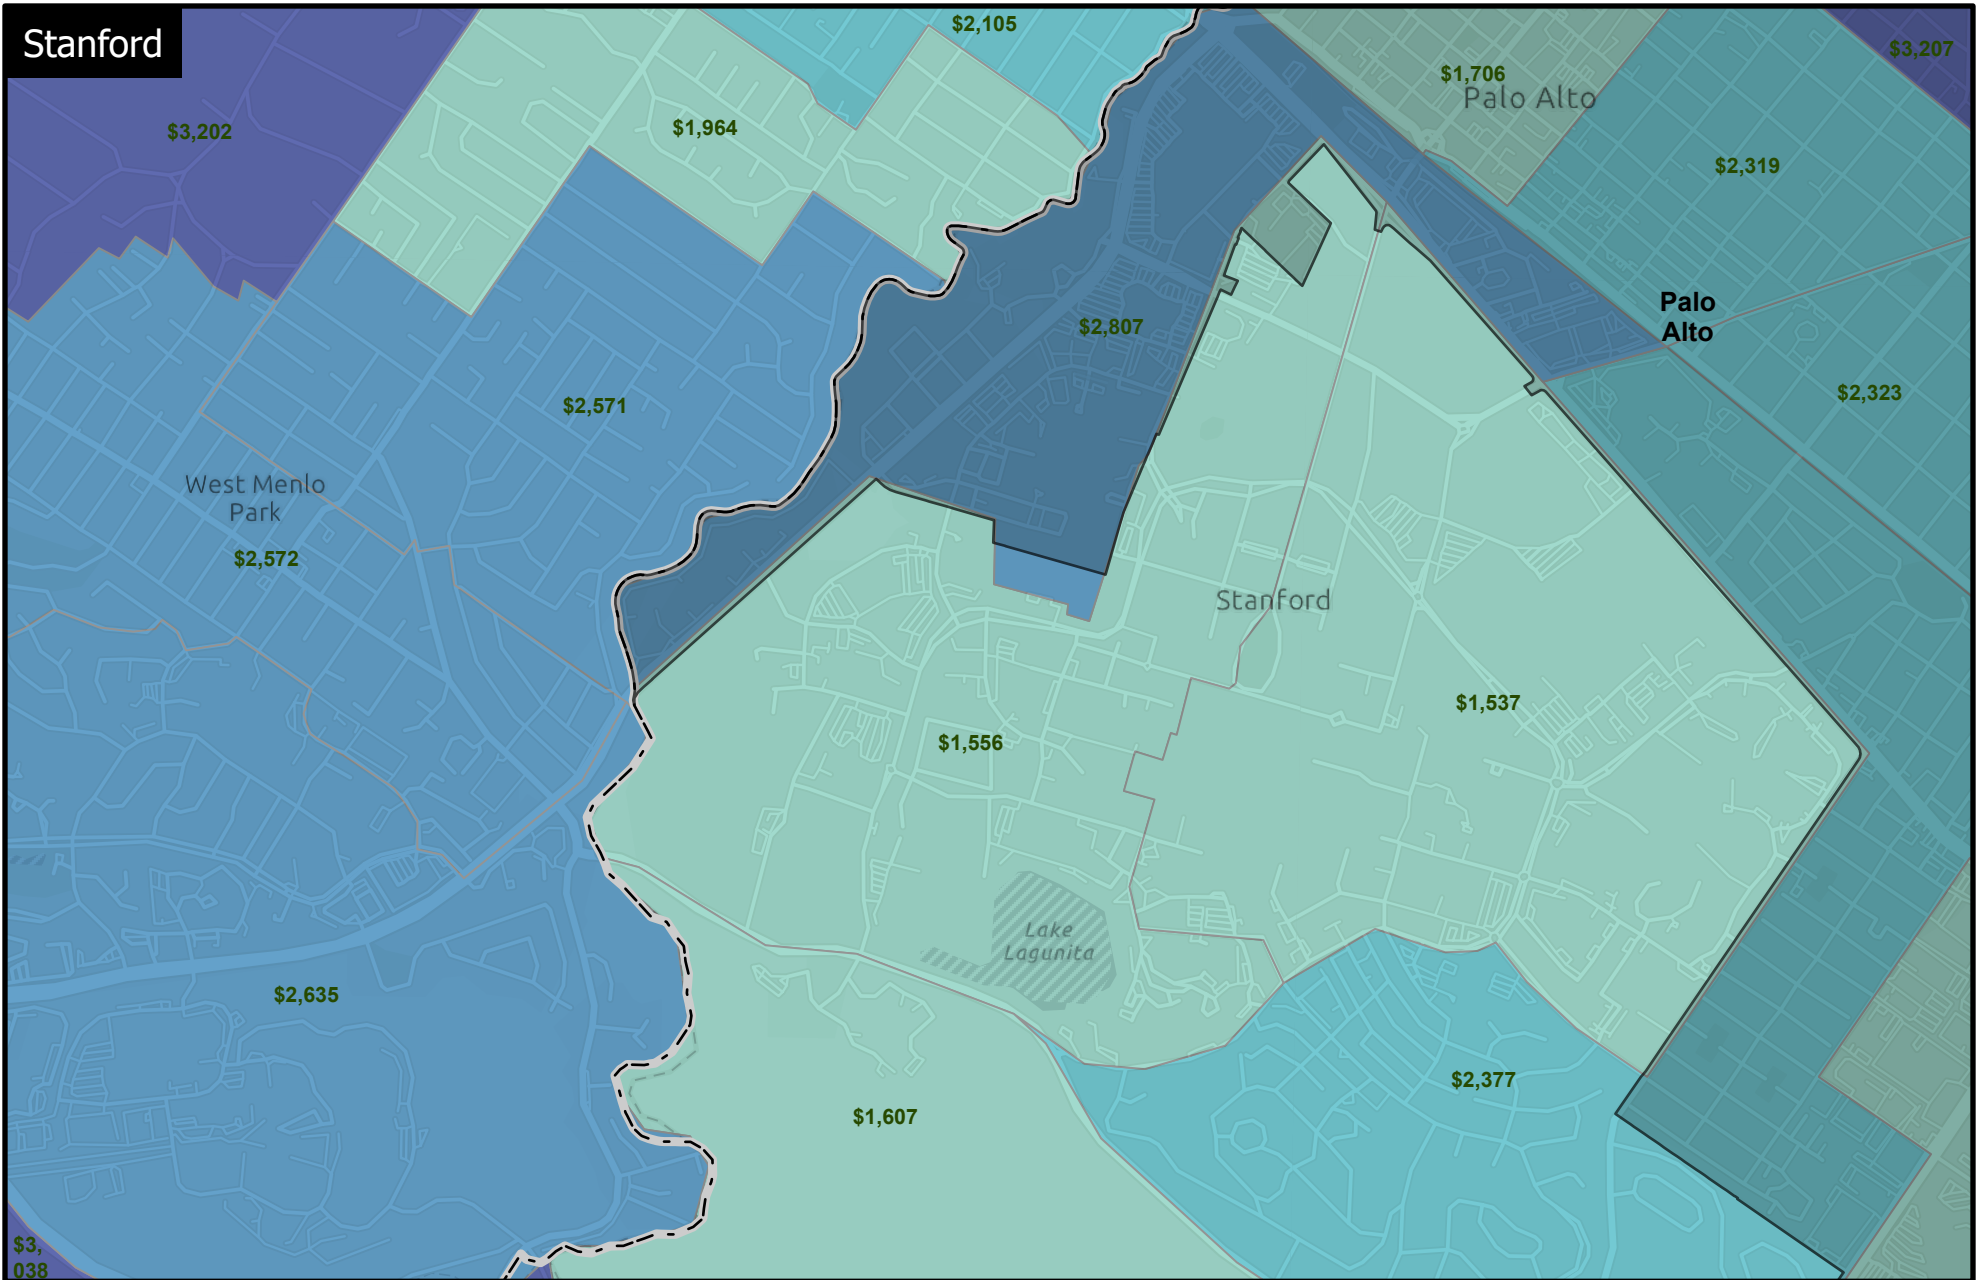 Stanford
$2,105
$3,207
$1,706
Palo Alto
$3,202
$1,964
$2,319
Palo
Alto
$2,807
$2,323
$2,571
West Menlo
Park
$2,572
Stanford
$1,537
$1,556
Lake
Lagunita
$2,635
$2,377
$1,607
$3,
038